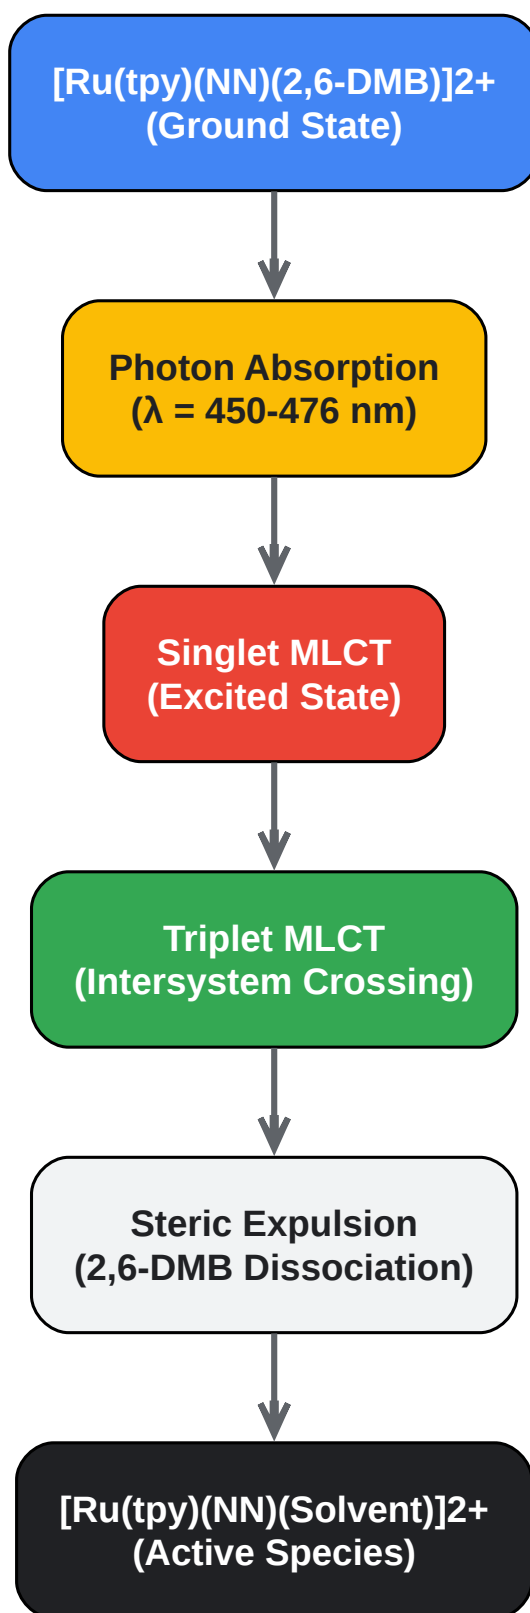 [Ru(tpy)(NN)(2,6-DMB)]2+
(Ground State)
Photon Absorption
(λ = 450-476 nm)
Singlet MLCT
(Excited State)
Triplet MLCT
(Intersystem Crossing)
Steric Expulsion
(2,6-DMB Dissociation)
[Ru(tpy)(NN)(Solvent)]2+
(Active Species)